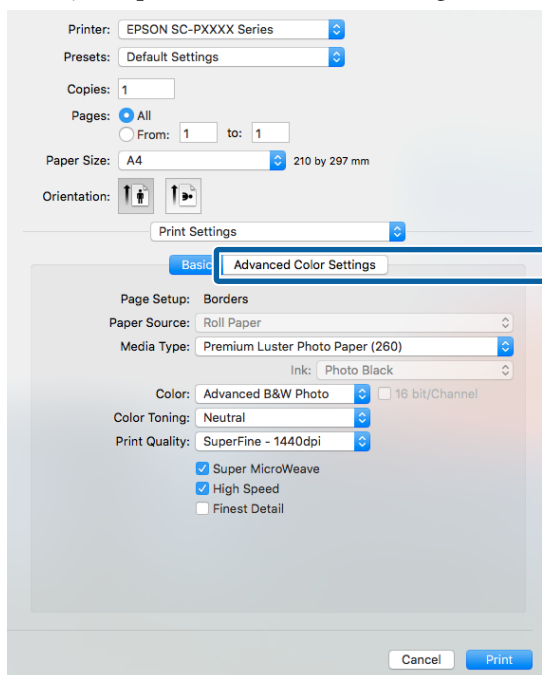 Printer: EPSON SC-PXXXX Series
Presets: Default Settings
Copies: 1
Pages: All
From: 1 to: 1
Paper Size: A4 210 by 297 mm
Orientation:
Print Settings
Basic Advanced Color Settings
Page Setup: Borders
Paper Source: Roll Paper
Media Type: Premium Luster Photo Paper (260)
Ink: Photo Black
Color: Advanced B&W Photo 16 bit/Channel
Color Toning: Neutral
Print Quality: SuperFine - 1440dpi
Super MicroWeave
High Speed
Finest Detail
Cancel Print